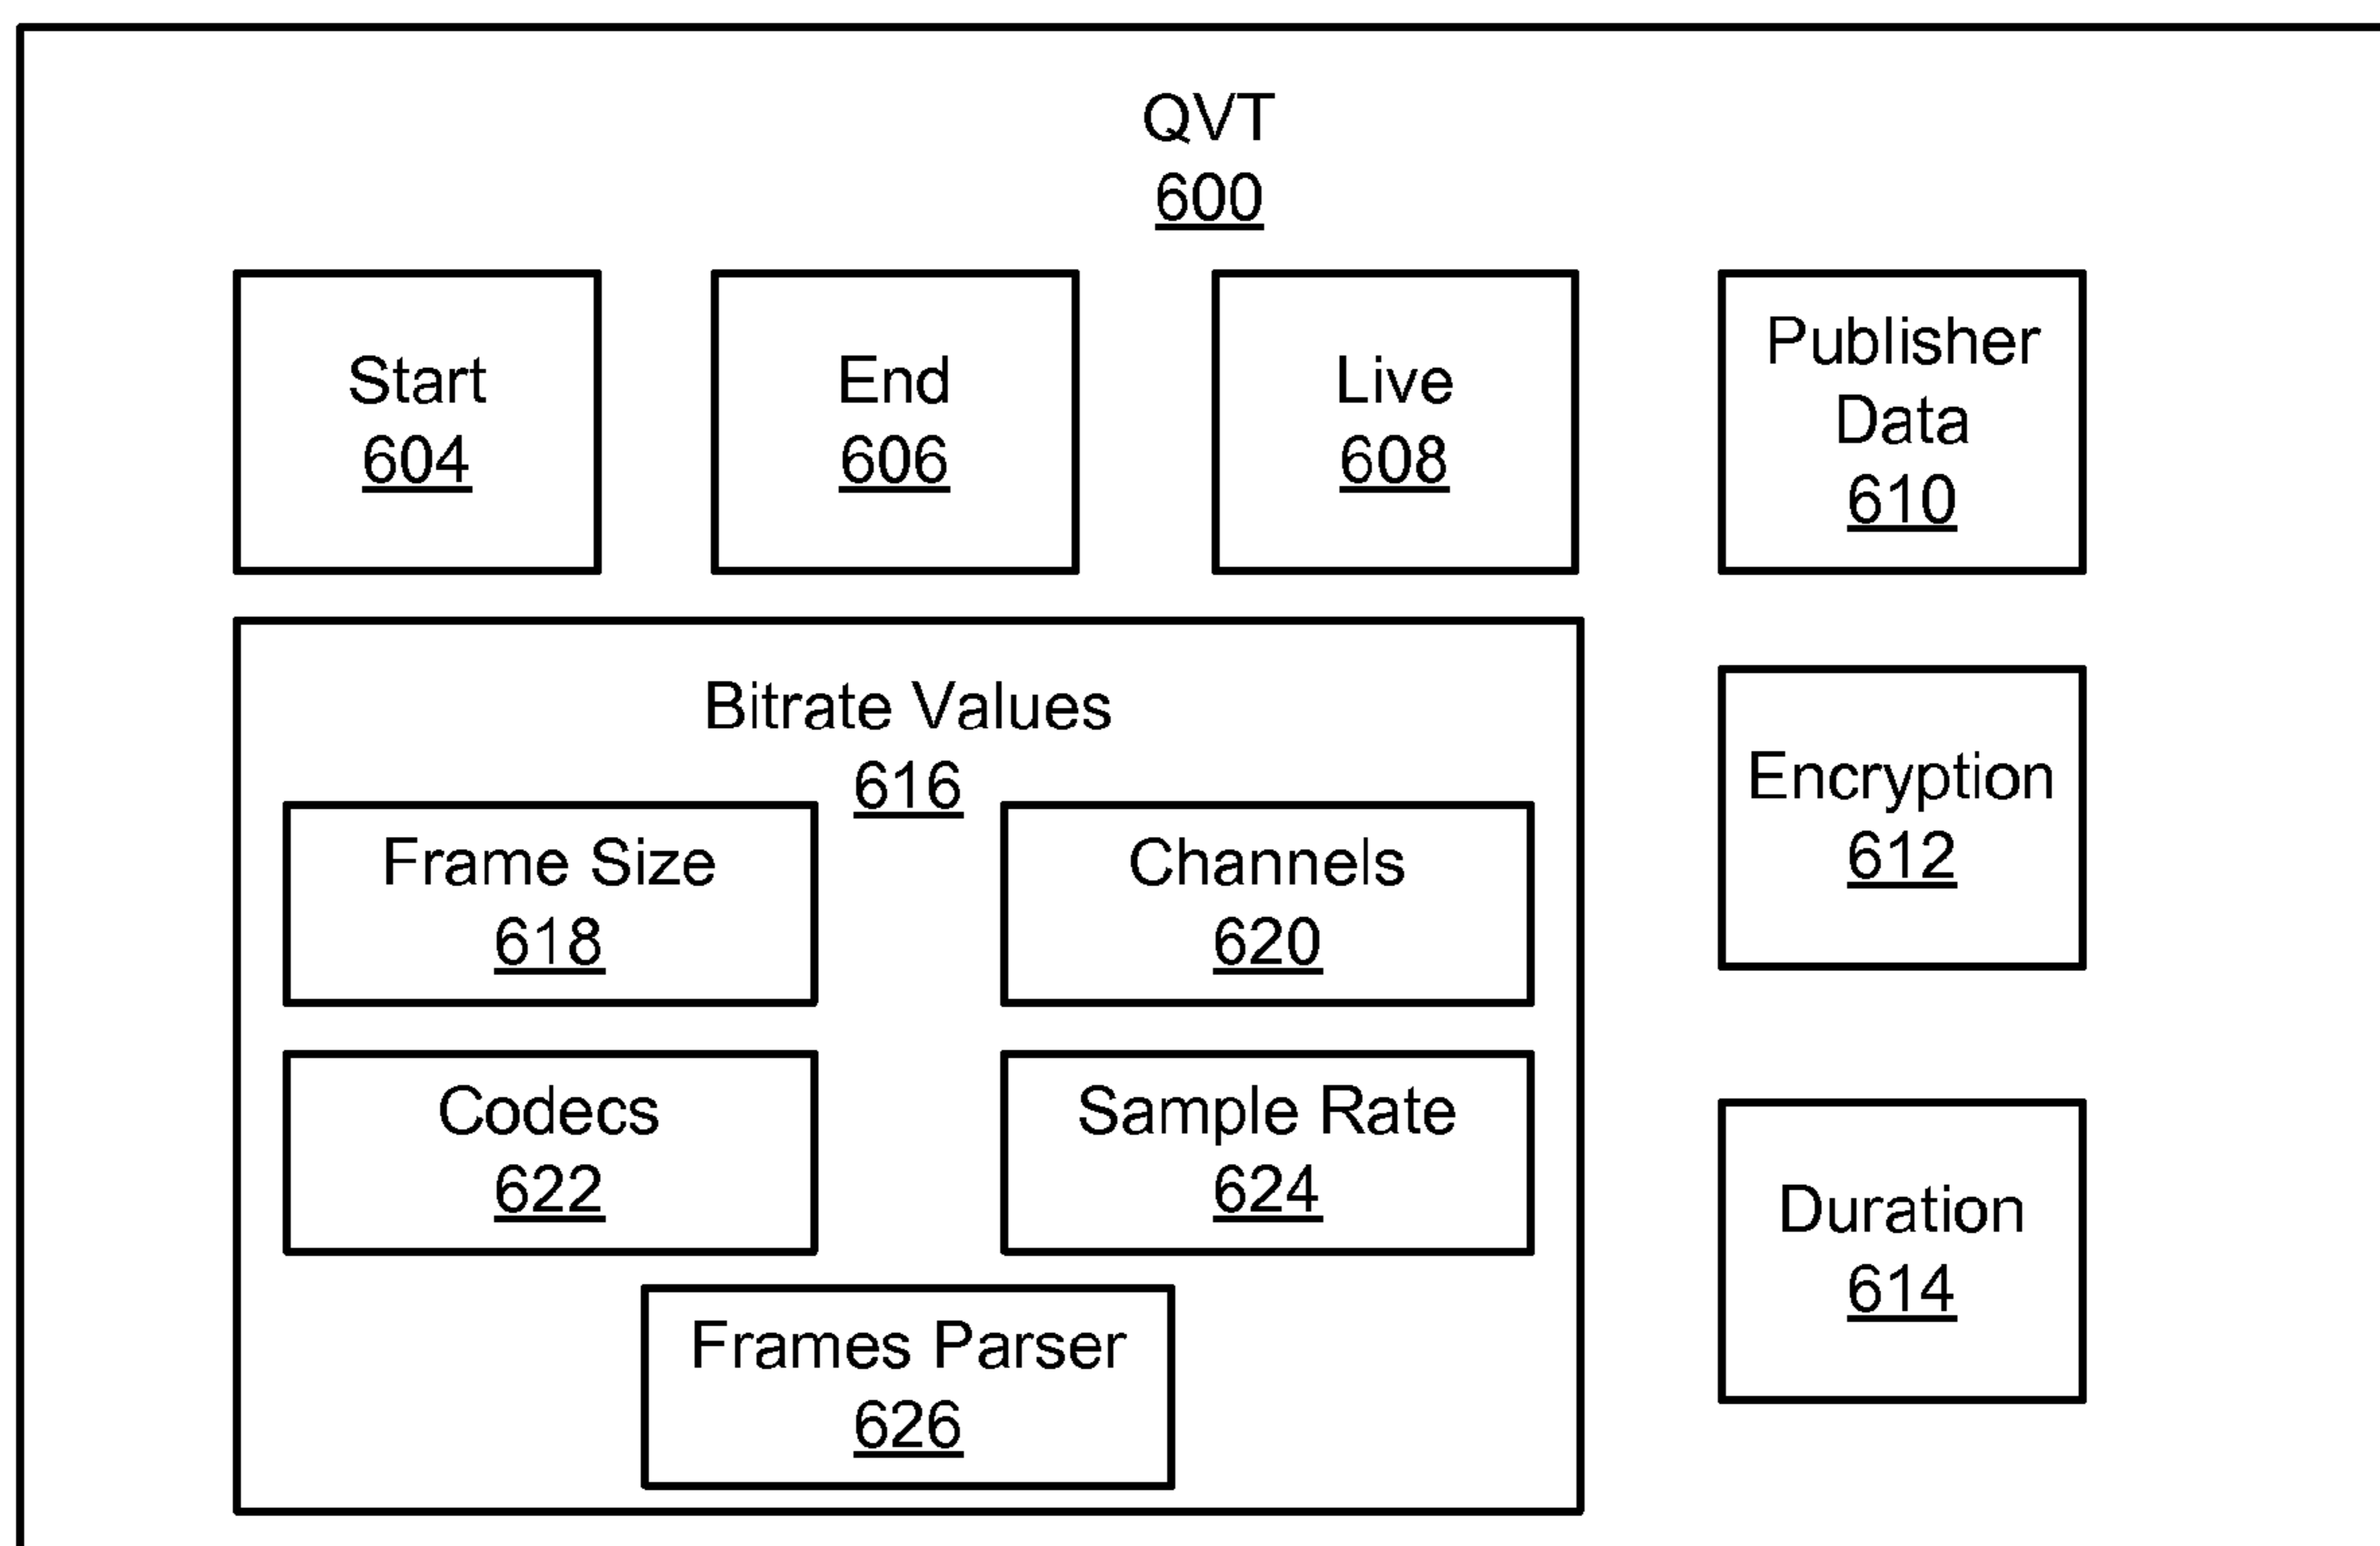 QVT
600
Start
604
End
606
Live
608
Publisher
Data
610
Bitrate Values
616
Frame Size
618
Channels
620
Codecs
622
Sample Rate
624
Frames Parser
626
Encryption
612
Duration
614